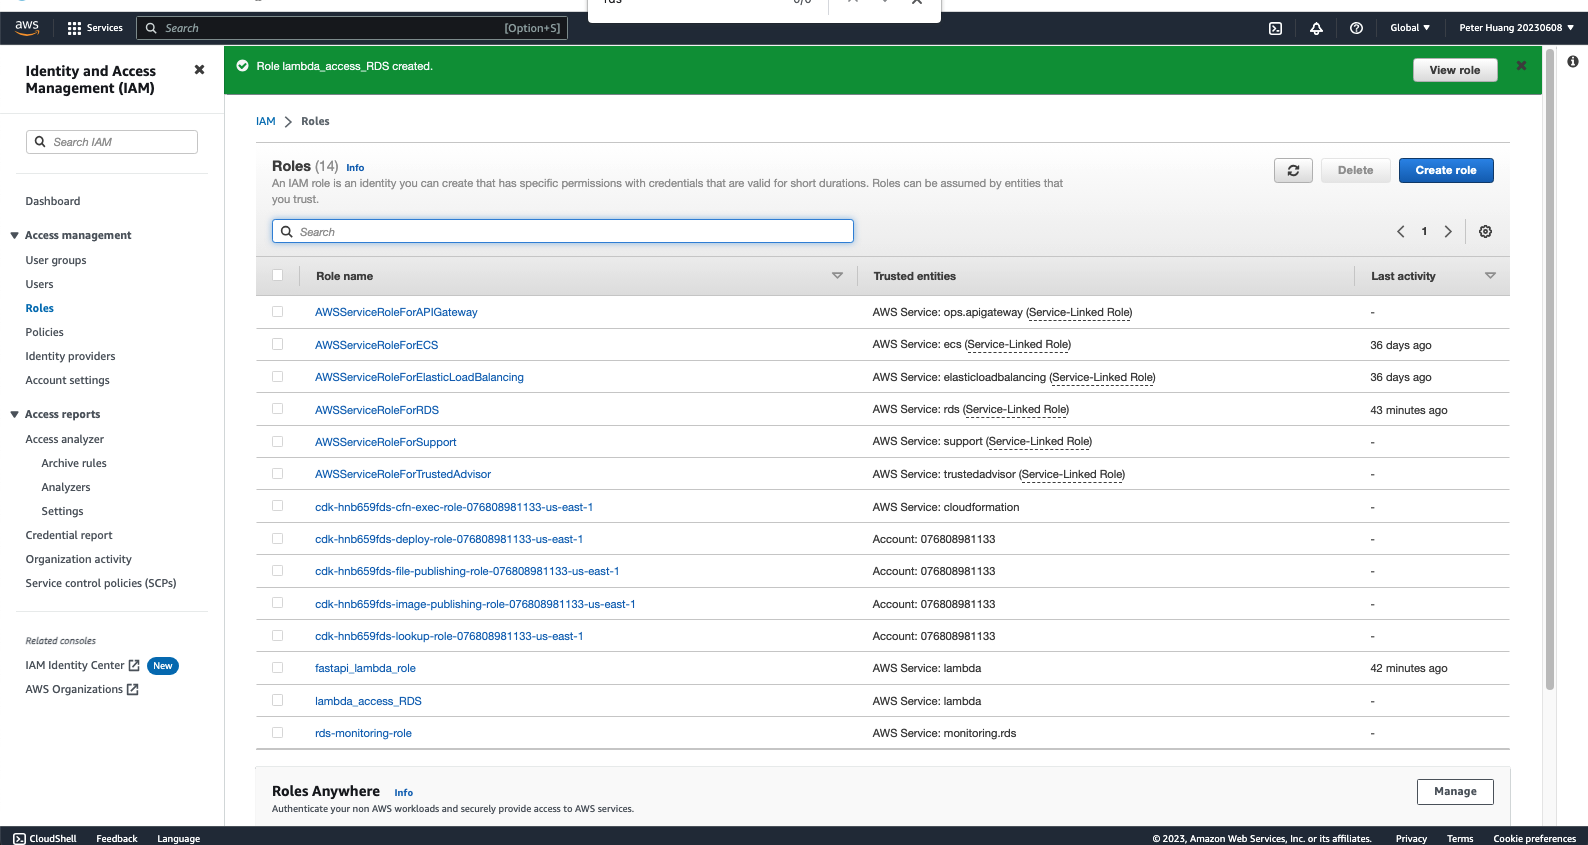 aws
Services
Search
[Option+S]
Global
Peter Huang 20230608
Identity and Access
Management (IAM)
Search IAM
Dashboard
Access management
User groups
Users
Roles
Policies
Identity providers
Account settings
Access reports
Access analyzer
Archive rules
Analyzers
Settings
Credential report
Organization activity
Service control policies (SCPs)
Related consoles
IAM Identity Center New
AWS Organizations
Role lambda_access_RDS created.
View role
IAM > Roles
Roles (14) Info
An IAM role is an identity you can create that has specific permissions with credentials that are valid for short durations. Roles can be assumed by entities that
you trust.
Delete
Create role
Search
1
Role name Trusted entities Last activity
AWSServiceRoleForAPIGateway AWS Service: ops.apigateway (Service-Linked Role) -
AWSServiceRoleForECS AWS Service: ecs (Service-Linked Role) 36 days ago
AWSServiceRoleForElasticLoadBalancing AWS Service: elasticloadbalancing (Service-Linked Role) 36 days ago
AWSServiceRoleForRDS AWS Service: rds (Service-Linked Role) 43 minutes ago
AWSServiceRoleForSupport AWS Service: support (Service-Linked Role) -
AWSServiceRoleForTrustedAdvisor AWS Service: trustedadvisor (Service-Linked Role) -
cdk-hnb659fds-cfn-exec-role-076808981133-us-east-1 AWS Service: cloudformation -
cdk-hnb659fds-deploy-role-076808981133-us-east-1 Account: 076808981133 -
cdk-hnb659fds-file-publishing-role-076808981133-us-east-1 Account: 076808981133 -
cdk-hnb659fds-image-publishing-role-076808981133-us-east-1 Account: 076808981133 -
cdk-hnb659fds-lookup-role-076808981133-us-east-1 Account: 076808981133 -
fastapi_lambda_role AWS Service: lambda 42 minutes ago
lambda_access_RDS AWS Service: lambda -
rds-monitoring-role AWS Service: monitoring.rds -
Roles Anywhere Info
Authenticate your non AWS workloads and securely provide access to AWS services.
Manage
CloudShell Feedback Language
© 2023, Amazon Web Services, Inc. or its affiliates. Privacy Terms Cookie preferences